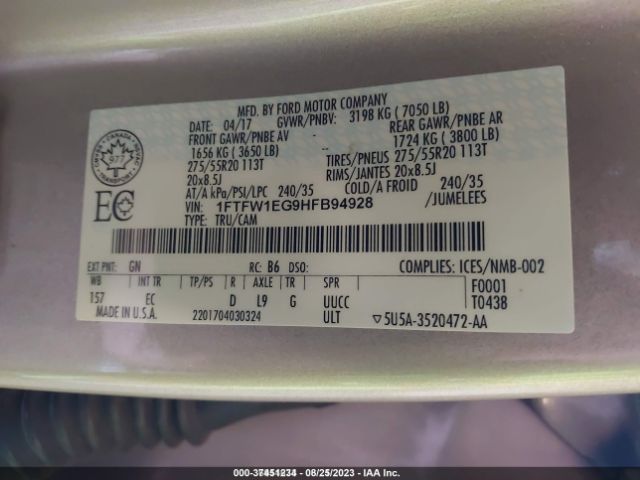 MFD. BY FORD MOTOR COMPANY
DATE: 04/17 GVWR/PNBV: 3198 KG ( 7050 LB)
FRONT GAWR/PNBE AV REAR GAWR/PNBE AR
1656 KG ( 3650 LB) 1724 KG ( 3800 LB)
275/55R20 113T TIRES/PNEUS 275/55R20 113T
20x8.5J RIMS/JANTES 20x8.5J
AT/A kPa/PSI/LPC 240/35 COLD/A FROID 240/35
VIN: 1FTFW1EG9HFB94928 /JUMELEES
TYPE: TRU/CAM
CANADA
977
TRANSPORT
EC
EXT PNT: GN RC: B6 DSO: COMPLIES: ICES/NMB-002
WB INT TR TP/PS R AXLE TR SPR F0001
157 EC D L9 G UUCC T0438
MADE IN U.S.A. 2201704030324 ULT ▽5U5A-3520472-AA
000-37451234 - 08/25/2023 - IAA Inc.